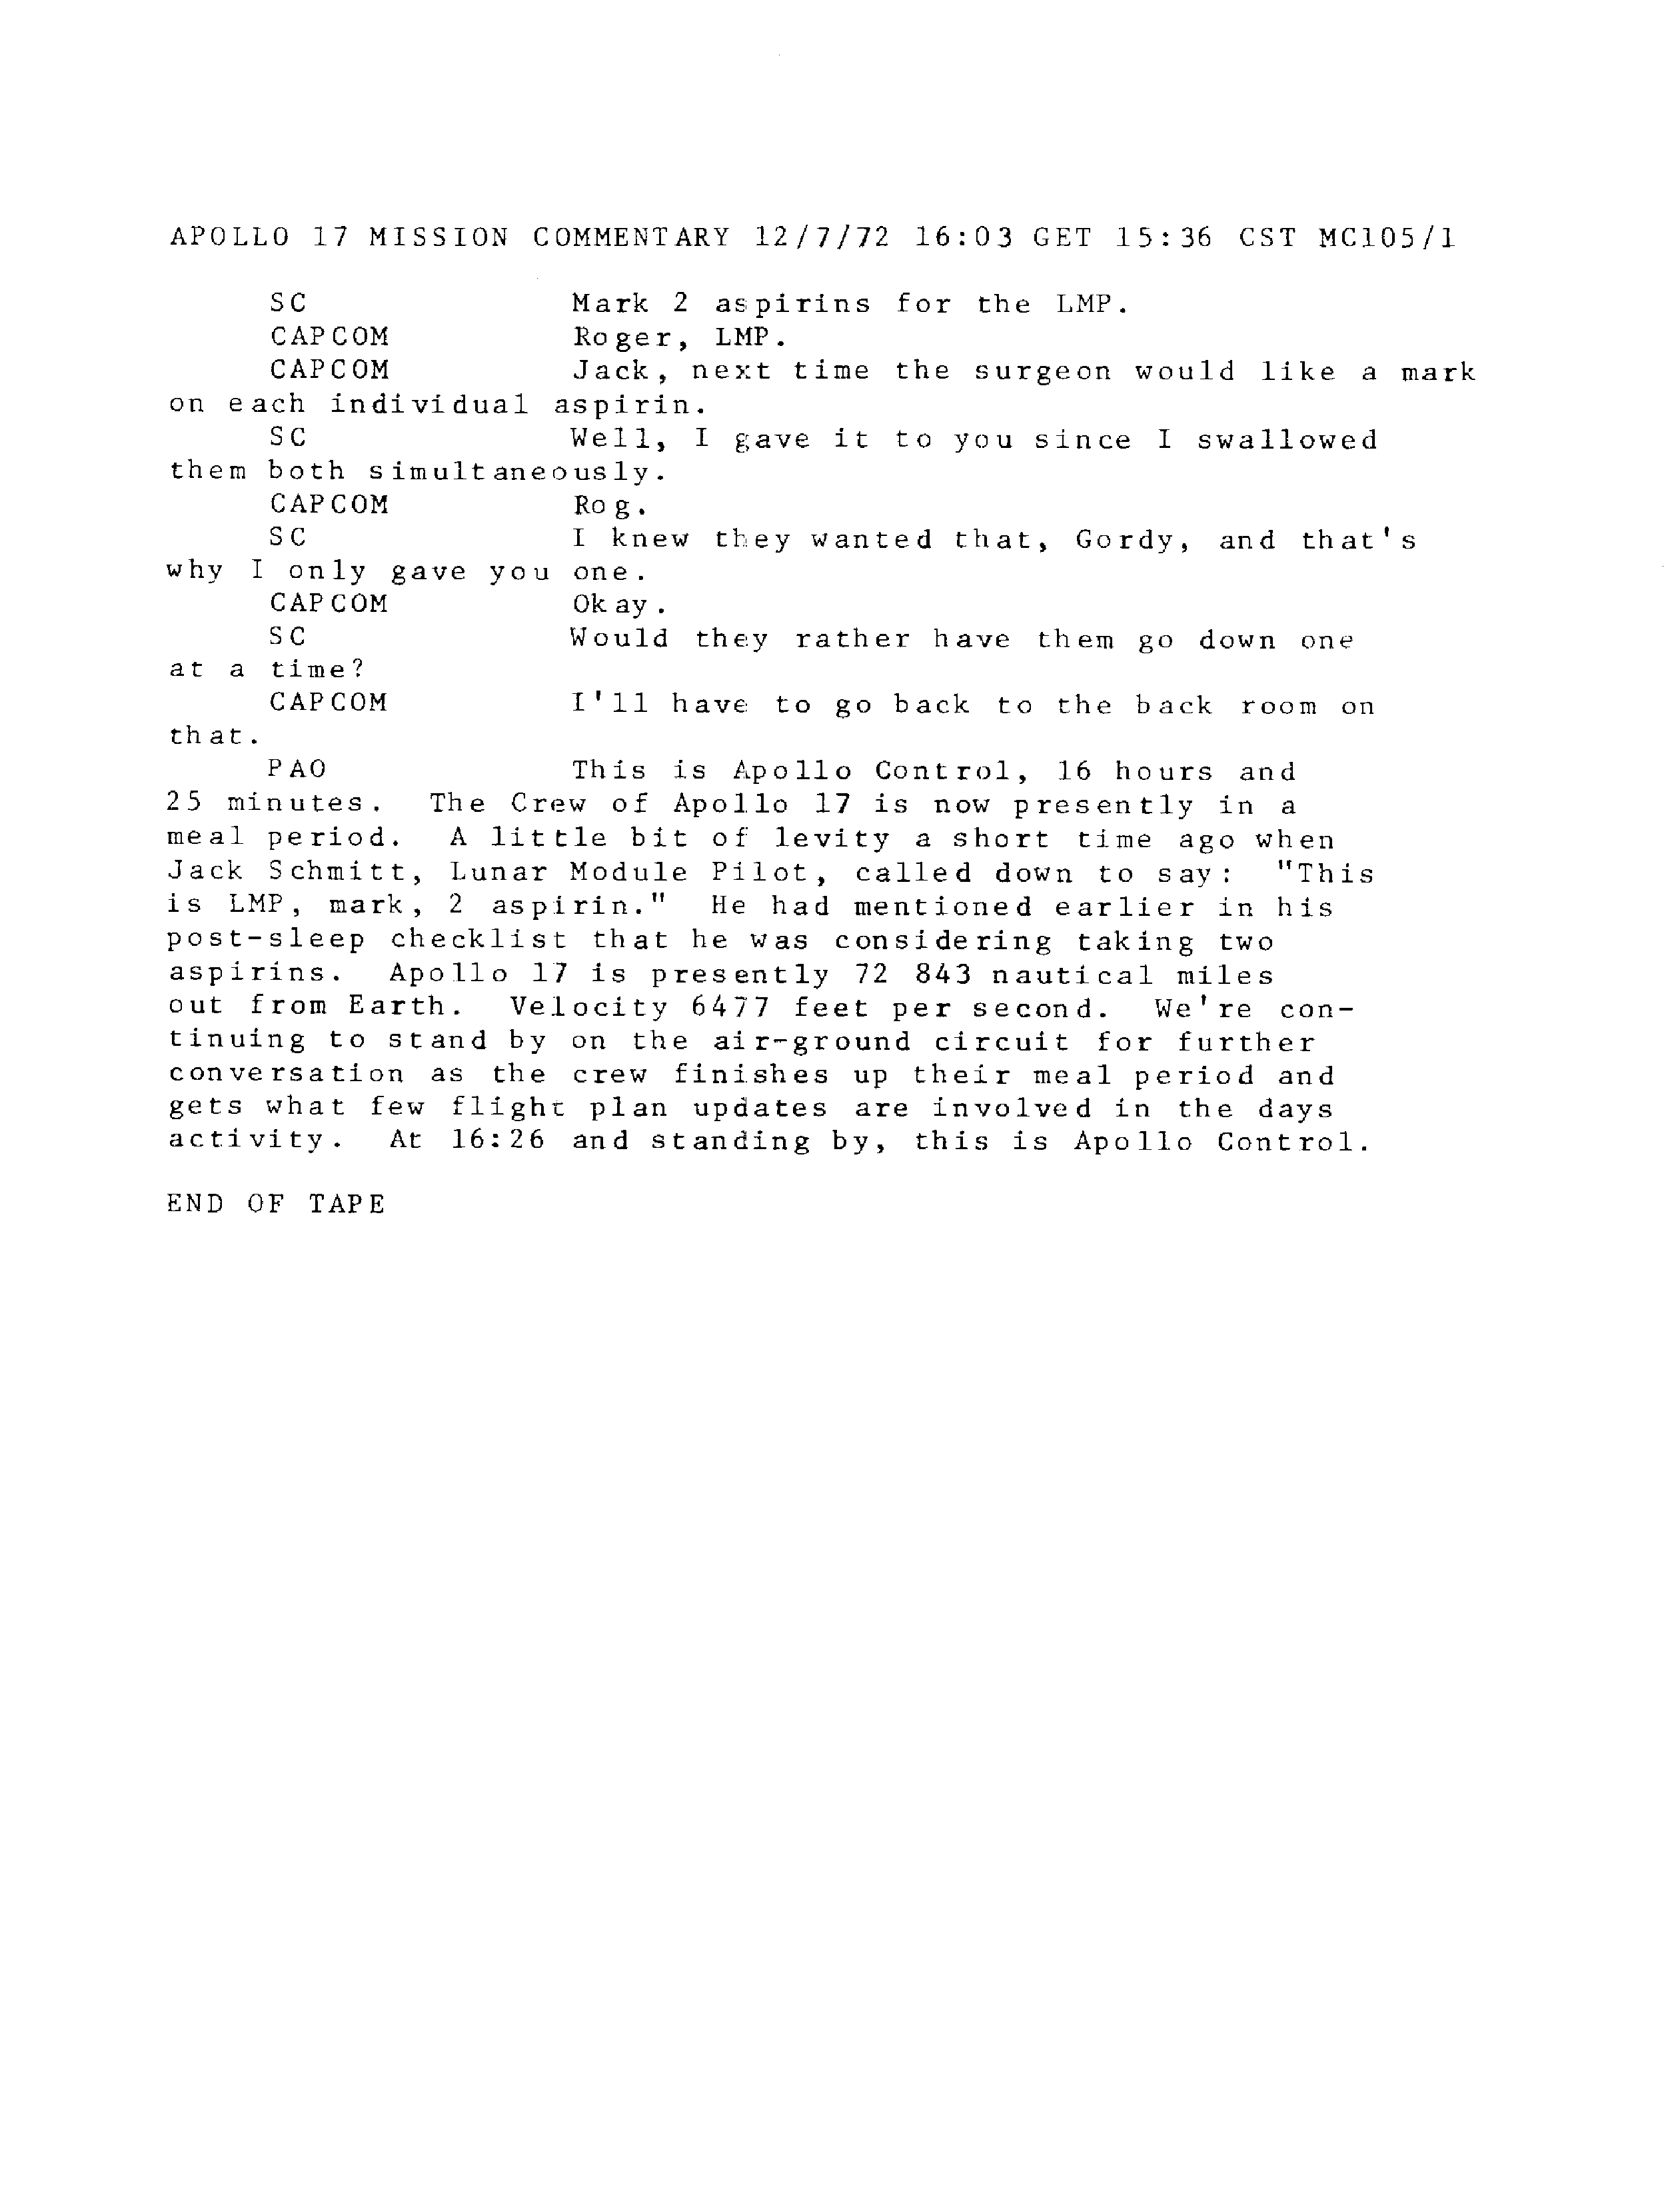 APOLLO 17 MISSION COMMENTARY 12/7/72 16:03 GET 15:36 CST MC105/1
SC Mark 2 aspirins for the LMP.
CAPCOM Roger, LMP.
CAPCOM Jack, next time the surgeon would like a mark
on each individual aspirin.
SC Well, I gave it to you since I swallowed
them both simultaneously.
CAPCOM Rog.
SC I knew they wanted that, Gordy, and that's
why I only gave you one.
CAPCOM Okay.
SC Would they rather have them go down one
at a time?
CAPCOM I'll have to go back to the back room on
that.
PAO This is Apollo Control, 16 hours and
25 minutes. The Crew of Apollo 17 is now presently in a
meal period. A little bit of levity a short time ago when
Jack Schmitt, Lunar Module Pilot, called down to say: "This
is LMP, mark, 2 aspirin." He had mentioned earlier in his
post-sleep checklist that he was considering taking two
aspirins. Apollo 17 is presently 72 843 nautical miles
out from Earth. Velocity 6477 feet per second. We're con-
tinuing to stand by on the air-ground circuit for further
conversation as the crew finishes up their meal period and
gets what few flight plan updates are involved in the days
activity. At 16:26 and standing by, this is Apollo Control.
END OF TAPE